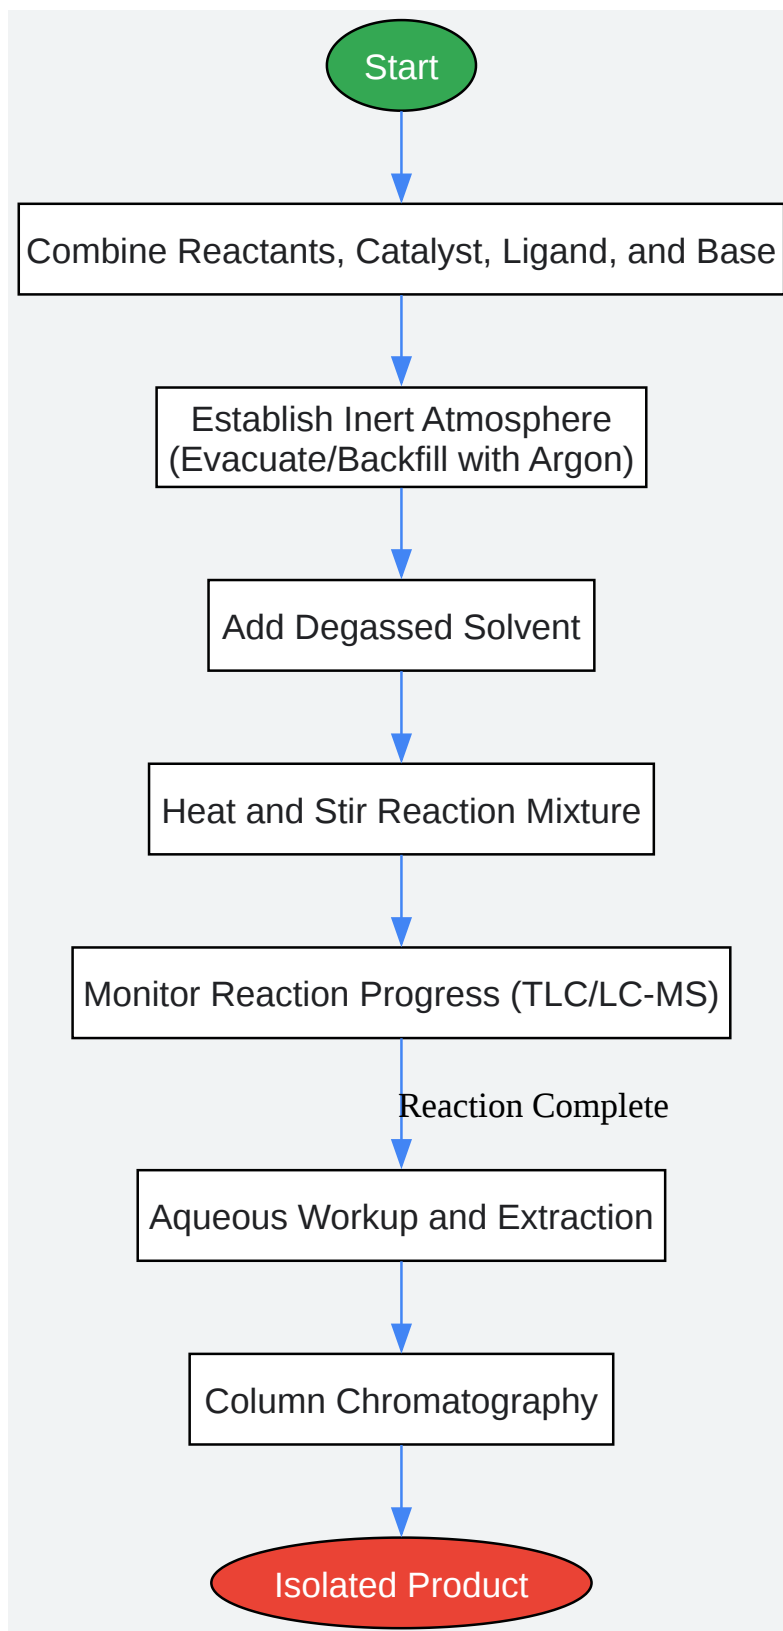 Start
Combine Reactants, Catalyst, Ligand, and Base
Establish Inert Atmosphere
(Evacuate/Backfill with Argon)
Add Degassed Solvent
Heat and Stir Reaction Mixture
Monitor Reaction Progress (TLC/LC-MS)
Reaction Complete
Aqueous Workup and Extraction
Column Chromatography
Isolated Product